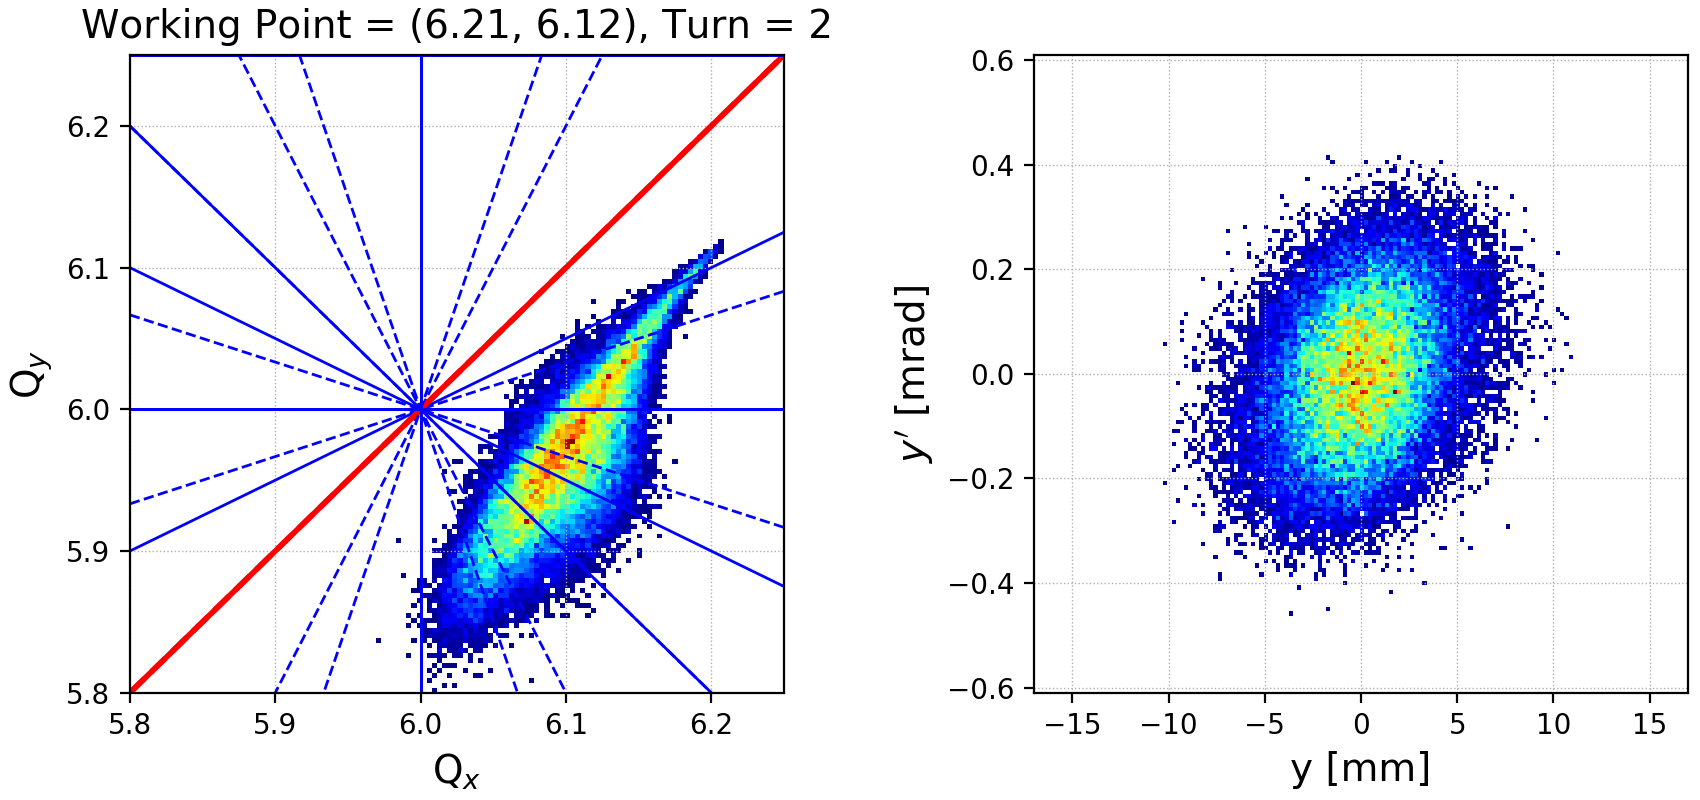 Working Point = (6.21, 6.12), Turn = 2
6.2
6.1
6.0
5.9
5.8
Qy
5.8 5.9 6.0 6.1 6.2
Qx
0.6
0.4
0.2
0.0
−0.2
−0.4
−0.6
y′ [mrad]
−15 −10 −5 0 5 10 15
y [mm]